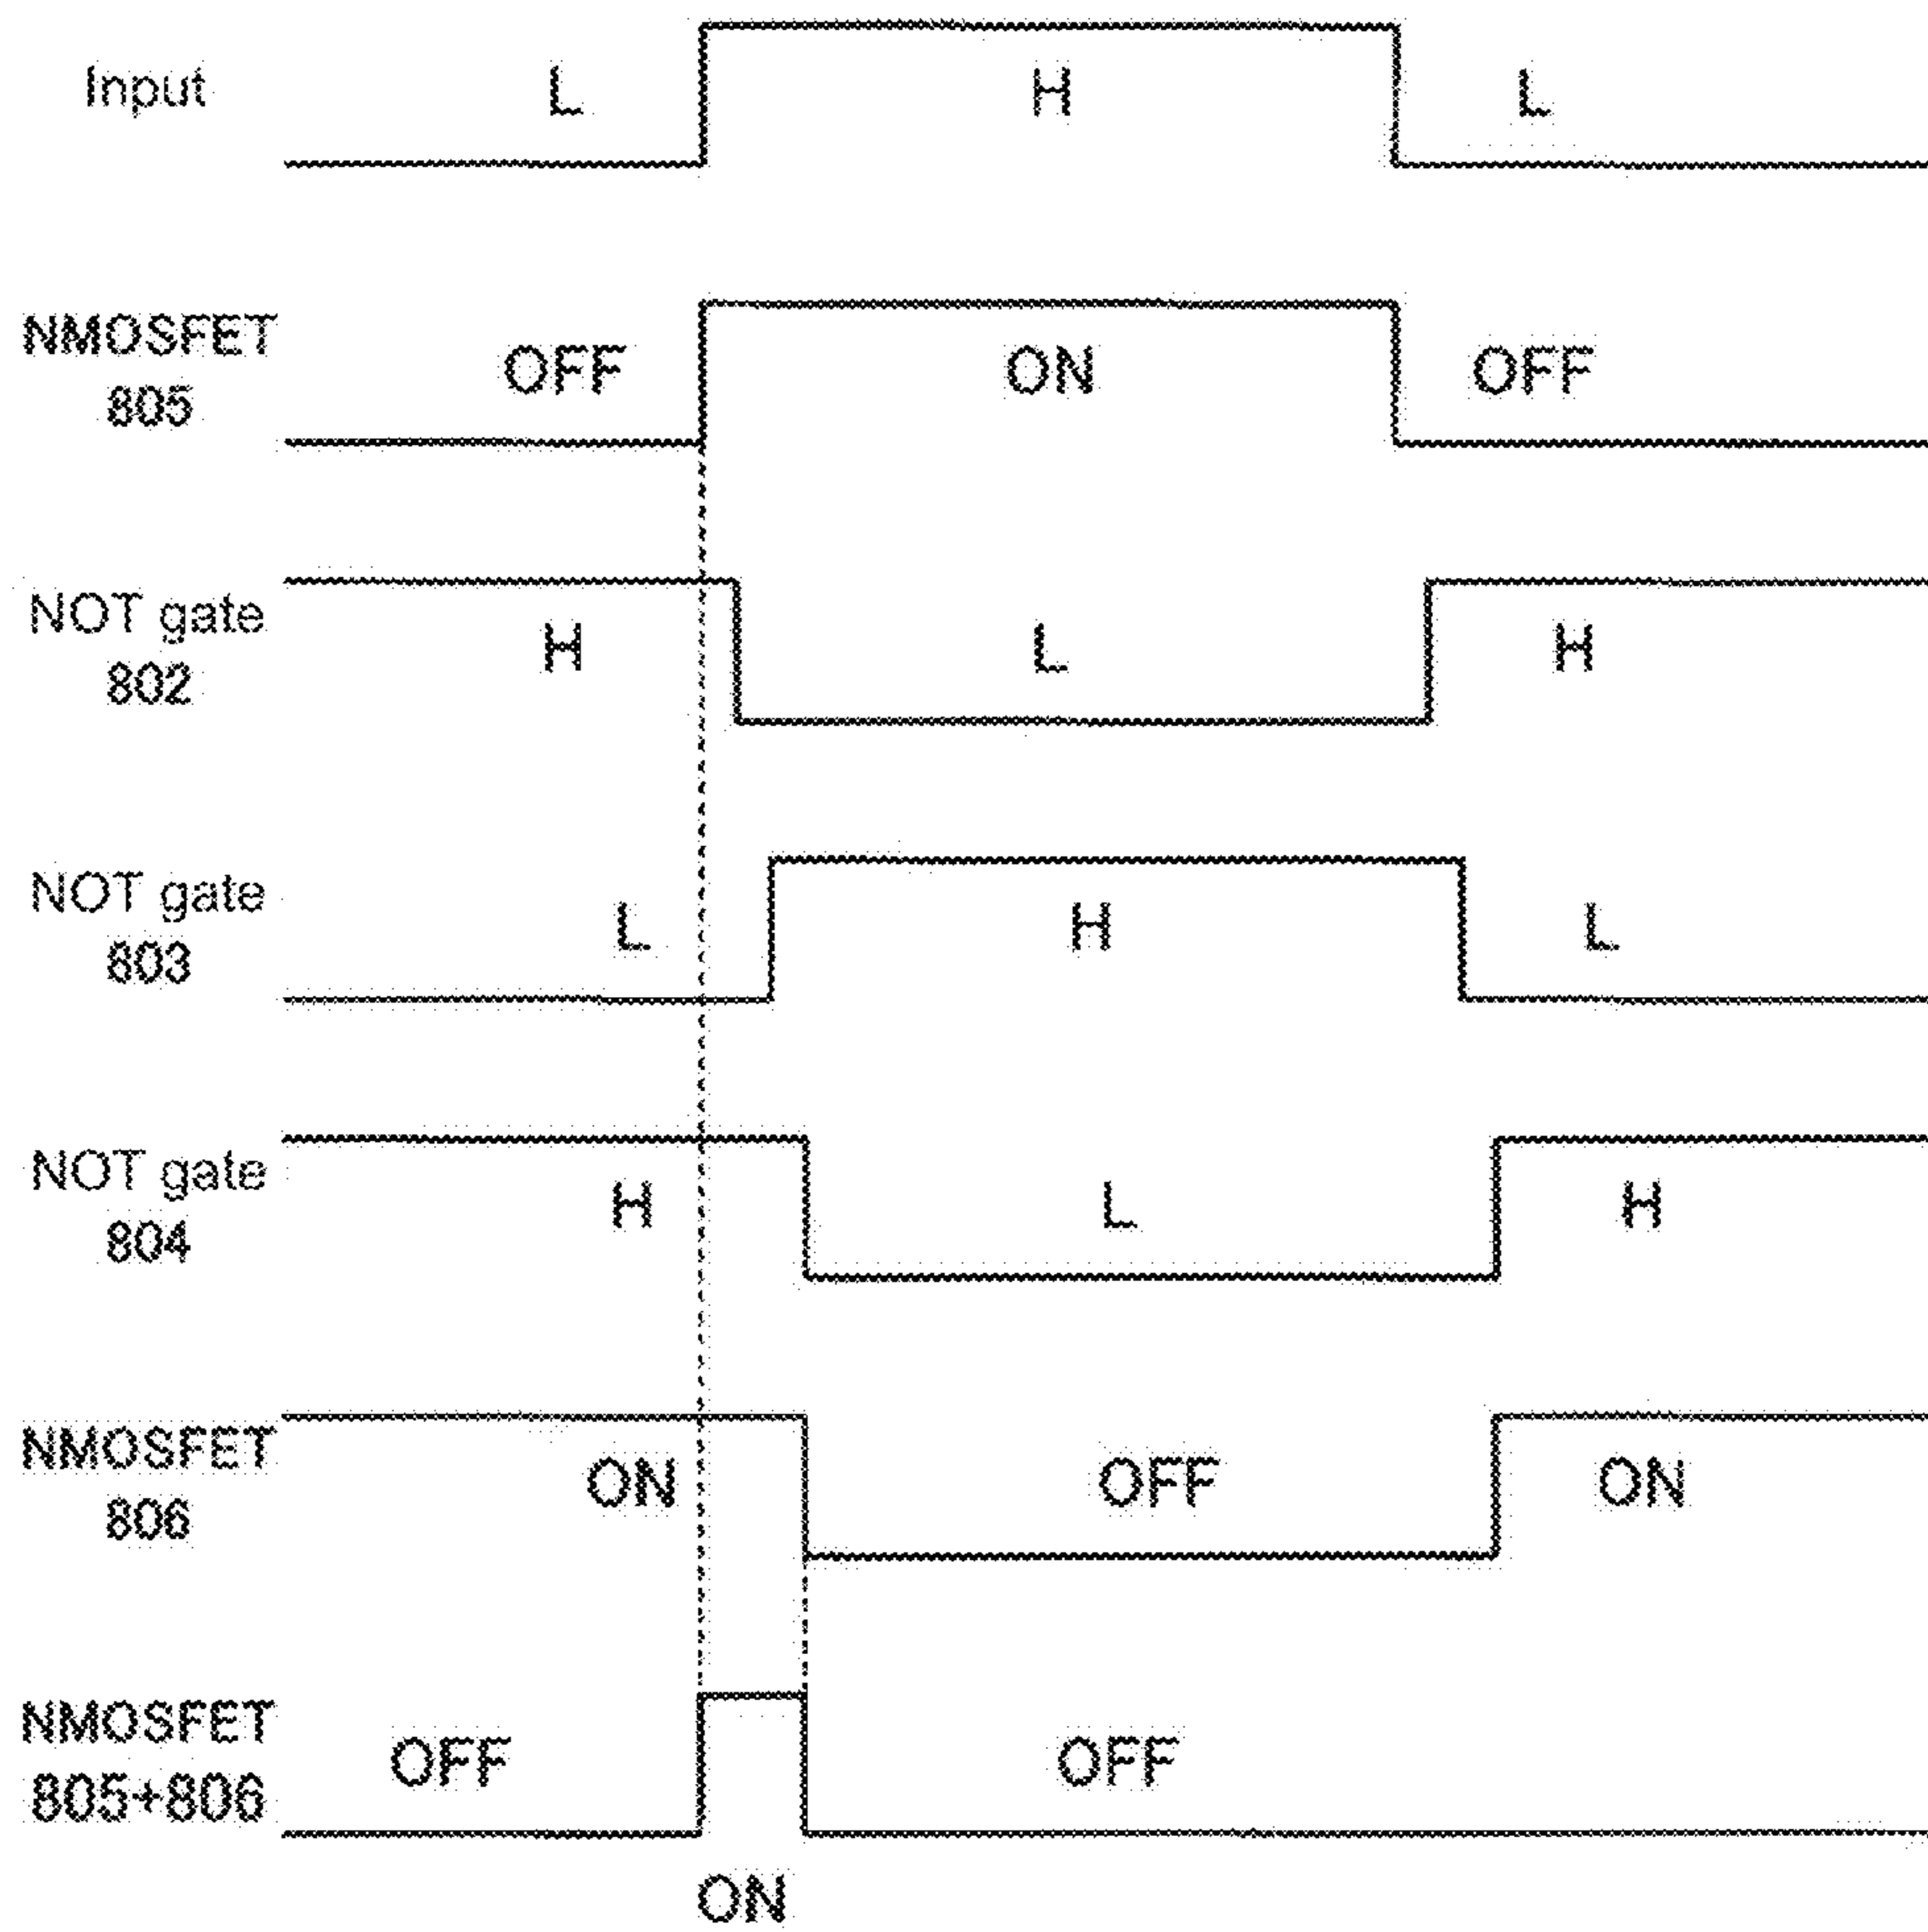 Input L H L
NMOSFET
805
OFF ON OFF
NOT gate
802
H L H
NOT gate
803
L H L
NOT gate
804
H L H
NMOSFET
806
ON OFF ON
NMOSFET
805+806
OFF OFF
ON